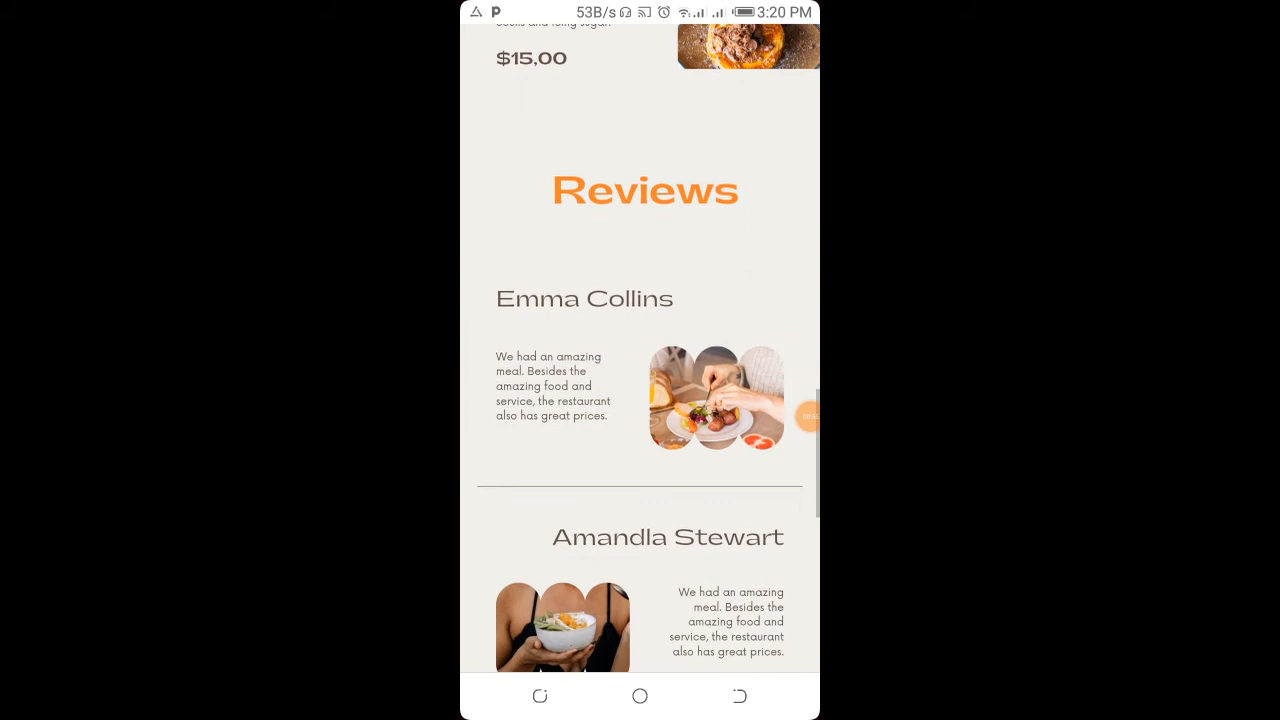 53B/s 3:20 PM
$15,00
Reviews
Emma Collins
We had an amazing
meal. Besides the
amazing food and
service, the restaurant
also has great prices.
Amandla Stewart
We had an amazing
meal. Besides the
amazing food and
service, the restaurant
also has great prices.